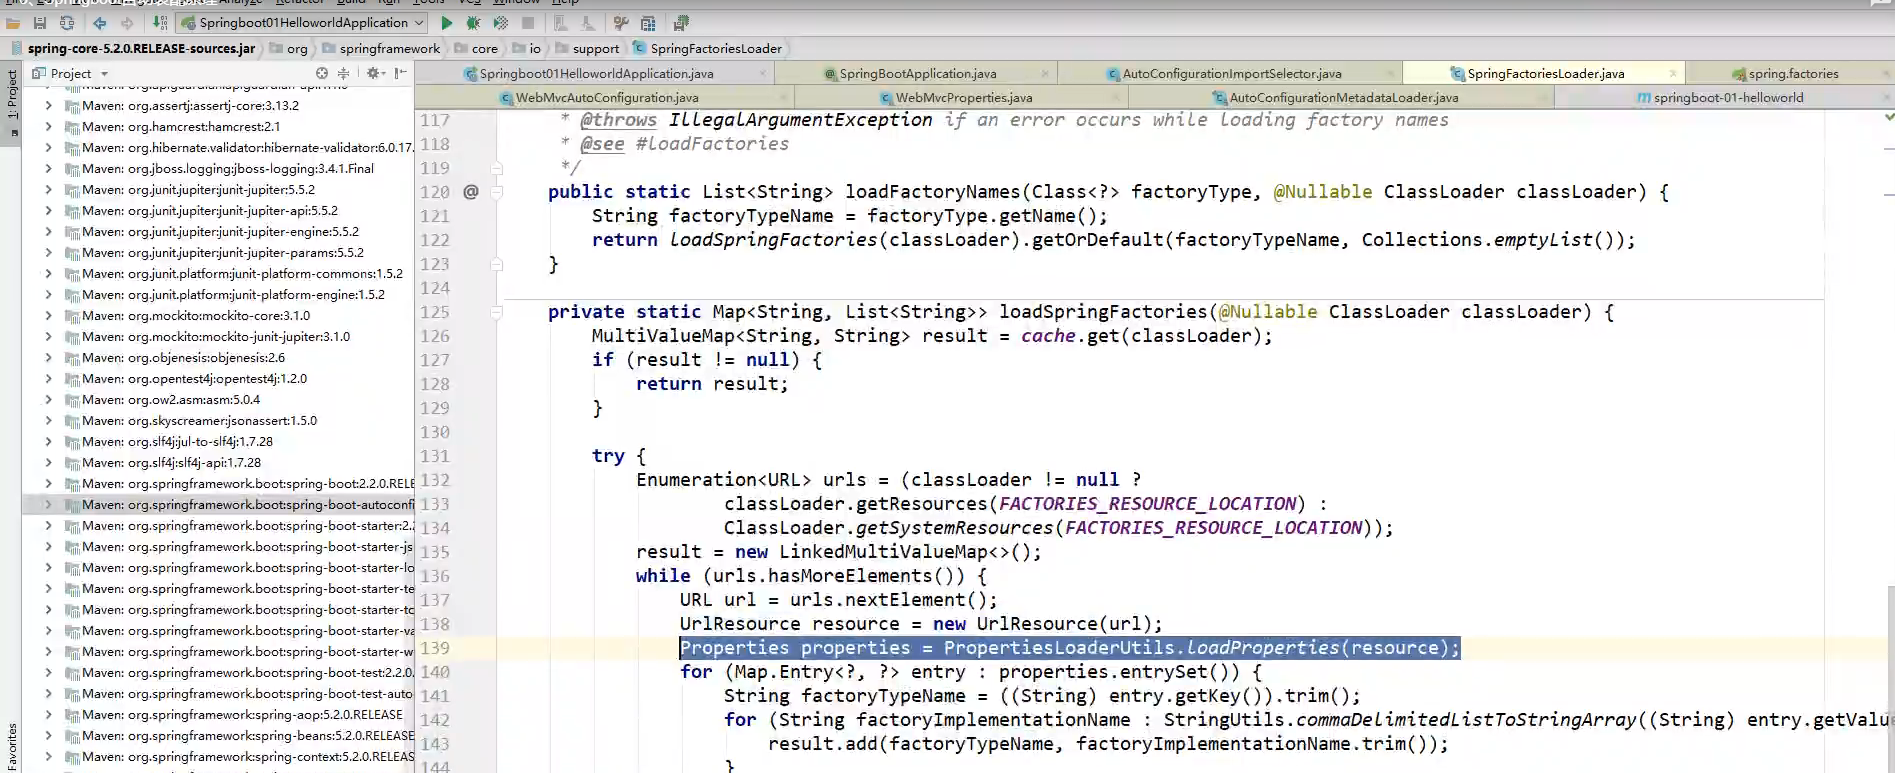 Springboot01HelloworldApplication
spring-core-5.2.0.RELEASE-sources.jar org springframework core io support SpringFactoriesLoader
Project
Springboot01HelloworldApplication.java SpringBootApplication.java AutoConfigurationImportSelector.java SpringFactoriesLoader.java spring.factories
WebMvcAutoConfiguration.java WebMvcProperties.java AutoConfigurationMetadataLoader.java springboot-01-helloworld
1: Project
Favorites
Maven: org.assertj:assertj-core:3.13.2
Maven: org.hamcrest:hamcrest:2.1
Maven: org.hibernate.validator:hibernate-validator:6.0.17.
Maven: org.jboss.logging:jboss-logging:3.4.1.Final
Maven: org.junit.jupiter:junit-jupiter:5.5.2
Maven: org.junit.jupiter:junit-jupiter-api:5.5.2
Maven: org.junit.jupiter:junit-jupiter-engine:5.5.2
Maven: org.junit.jupiter:junit-jupiter-params:5.5.2
Maven: org.junit.platform:junit-platform-commons:1.5.2
Maven: org.junit.platform:junit-platform-engine:1.5.2
Maven: org.mockito:mockito-core:3.1.0
Maven: org.mockito:mockito-junit-jupiter:3.1.0
Maven: org.objenesis:objenesis:2.6
Maven: org.opentest4j:opentest4j:1.2.0
Maven: org.ow2.asm:asm:5.0.4
Maven: org.skyscreamer:jsonassert:1.5.0
Maven: org.slf4j:jul-to-slf4j:1.7.28
Maven: org.slf4j:slf4j-api:1.7.28
Maven: org.springframework.boot:spring-boot:2.2.0.RELE
Maven: org.springframework.boot:spring-boot-autoconfi
Maven: org.springframework.boot:spring-boot-starter:2.
Maven: org.springframework.boot:spring-boot-starter-js
Maven: org.springframework.boot:spring-boot-starter-lo
Maven: org.springframework.boot:spring-boot-starter-te
Maven: org.springframework.boot:spring-boot-starter-to
Maven: org.springframework.boot:spring-boot-starter-va
Maven: org.springframework.boot:spring-boot-starter-w
Maven: org.springframework.boot:spring-boot-test:2.2.0.
Maven: org.springframework.boot:spring-boot-test-auto
Maven: org.springframework:spring-aop:5.2.0.RELEASE
Maven: org.springframework:spring-beans:5.2.0.RELEASE
Maven: org.springframework:spring-context:5.2.0.RELEAS
117 * @throws IllegalArgumentException if an error occurs while loading factory names
118 * @see #loadFactories
119 */
120 @ public static List<String> loadFactoryNames(Class<?> factoryType, @Nullable ClassLoader classLoader) {
121 String factoryTypeName = factoryType.getName();
122 return loadSpringFactories(classLoader).getOrDefault(factoryTypeName, Collections.emptyList());
123 }
124
125 private static Map<String, List<String>> loadSpringFactories(@Nullable ClassLoader classLoader) {
126 MultiValueMap<String, String> result = cache.get(classLoader);
127 if (result != null) {
128 return result;
129 }
130
131 try {
132 Enumeration<URL> urls = (classLoader != null ?
133 classLoader.getResources(FACTORIES_RESOURCE_LOCATION) :
134 ClassLoader.getSystemResources(FACTORIES_RESOURCE_LOCATION));
135 result = new LinkedMultiValueMap<>();
136 while (urls.hasMoreElements()) {
137 URL url = urls.nextElement();
138 UrlResource resource = new UrlResource(url);
139 Properties properties = PropertiesLoaderUtils.loadProperties(resource);
140 for (Map.Entry<?, ?> entry : properties.entrySet()) {
141 String factoryTypeName = ((String) entry.getKey()).trim();
142 for (String factoryImplementationName : StringUtils.commaDelimitedListToStringArray((String) entry.getValu
143 result.add(factoryTypeName, factoryImplementationName.trim());
144 }